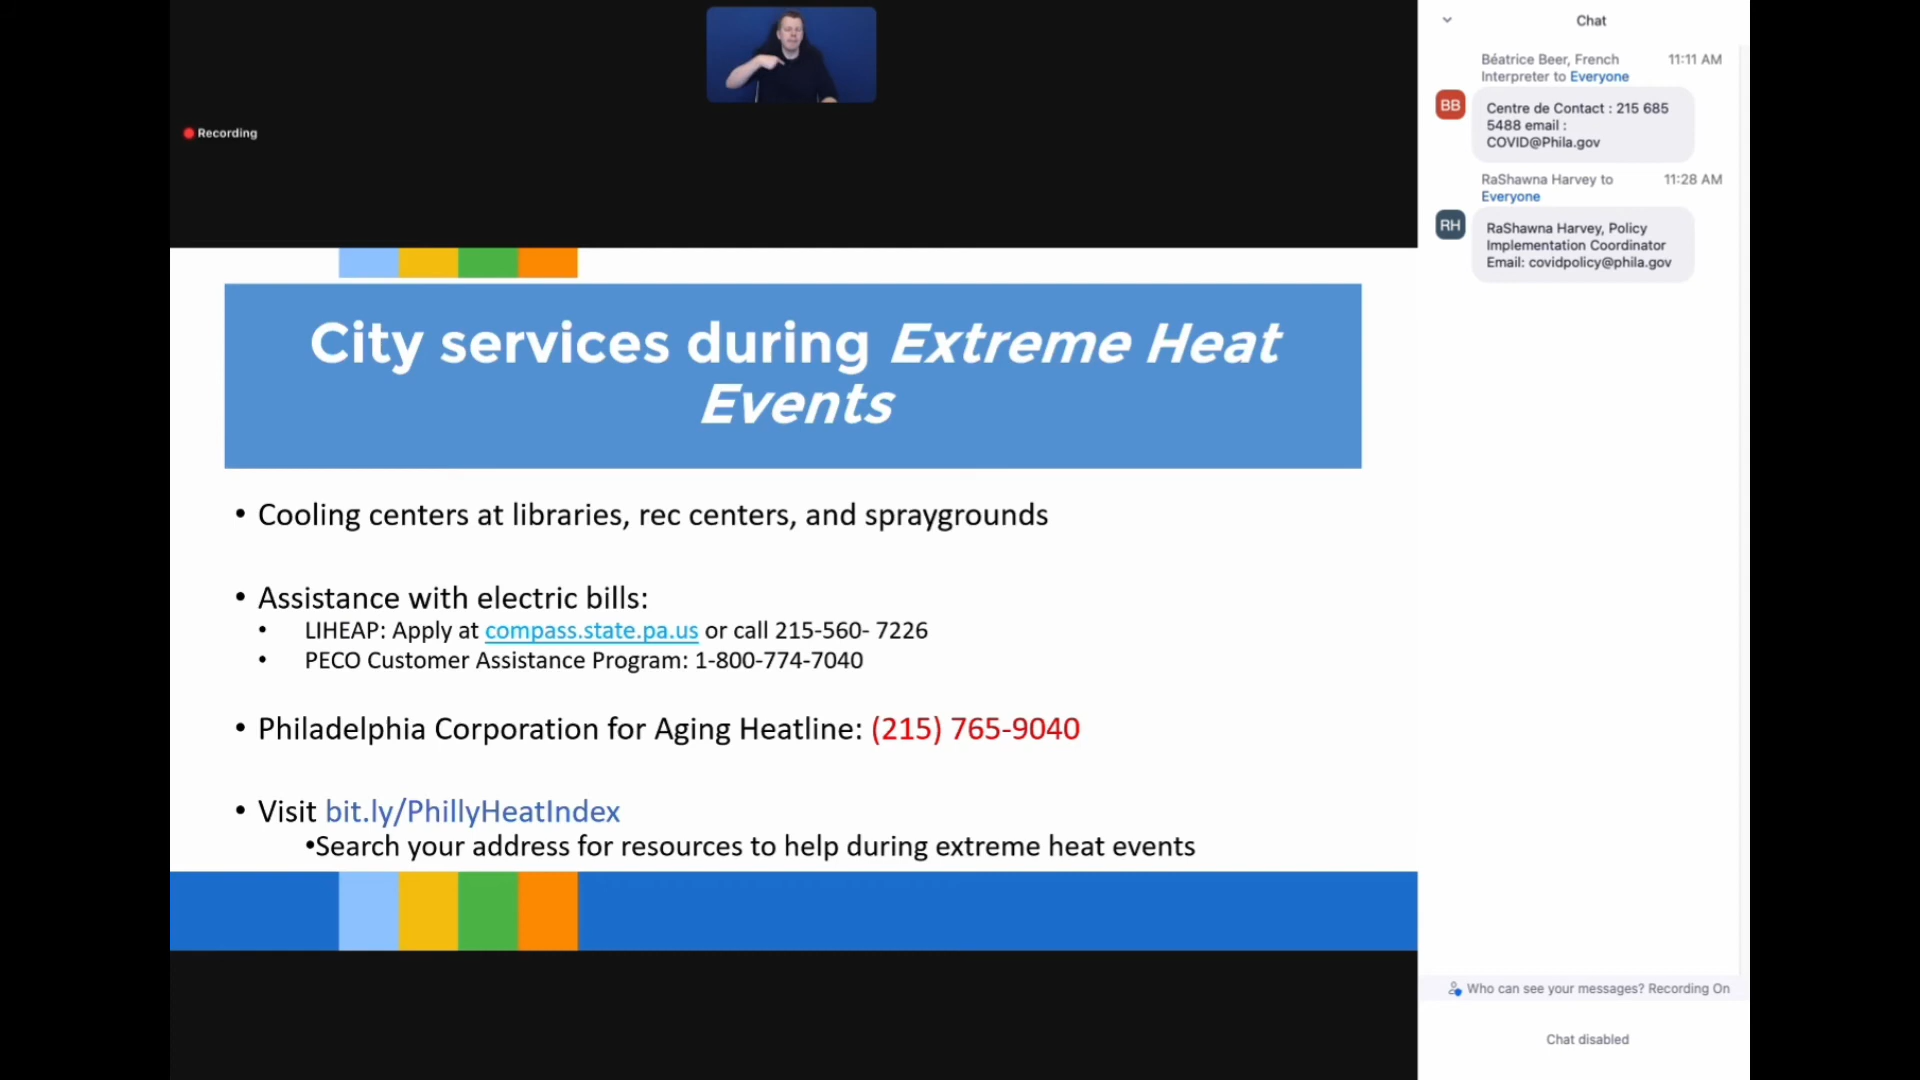 Recording
City services during Extreme Heat
Events
• Cooling centers at libraries, rec centers, and spraygrounds
• Assistance with electric bills:
• LIHEAP: Apply at compass.state.pa.us or call 215-560- 7226
• PECO Customer Assistance Program: 1-800-774-7040
• Philadelphia Corporation for Aging Heatline: (215) 765-9040
• Visit bit.ly/PhillyHeatIndex
•Search your address for resources to help during extreme heat events
Chat
Béatrice Beer, French 11:11 AM
Interpreter to Everyone
BB
Centre de Contact : 215 685
5488 email :
COVID@Phila.gov
RaShawna Harvey to 11:28 AM
Everyone
RH
RaShawna Harvey, Policy
Implementation Coordinator
Email: covidpolicy@phila.gov
Who can see your messages? Recording On
Chat disabled